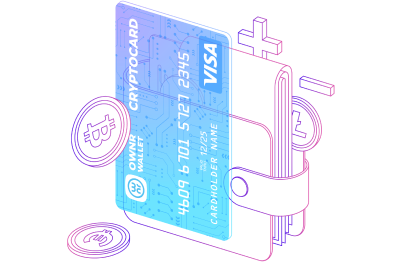 CRYPTOCARD
VISA
OWNR
WALLET
4609 6701 5727 2345
12/25
CARDHOLDER NAME